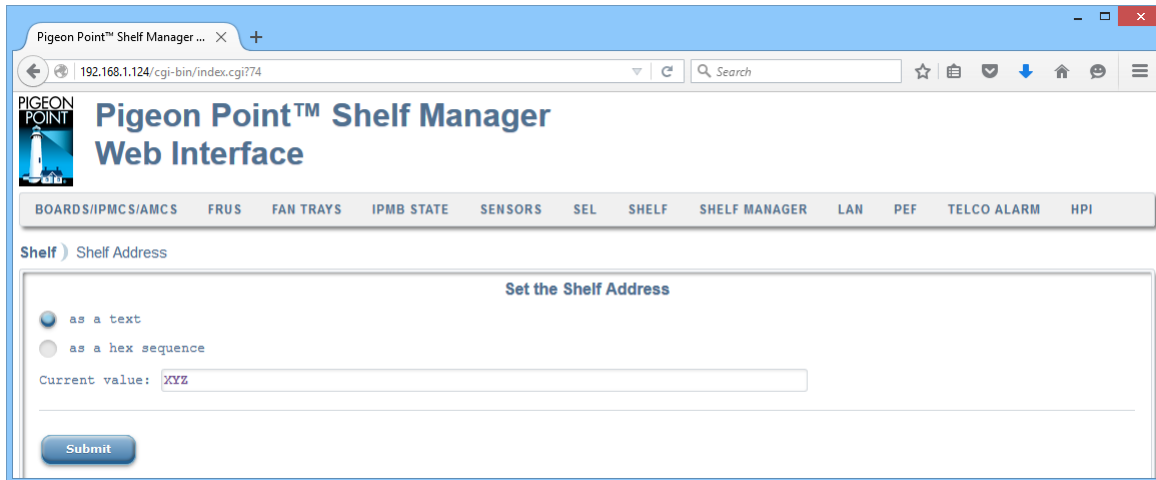 Pigeon Point™ Shelf Manager ...
192.168.1.124/cgi-bin/index.cgi?74
Search
PIGEON
POINT
Pigeon Point™ Shelf Manager
Web Interface
BOARDS/IPMCS/AMCS FRUS FAN TRAYS IPMB STATE SENSORS SEL SHELF SHELF MANAGER LAN PEF TELCO ALARM HPI
Shelf ) Shelf Address
Set the Shelf Address
as a text
as a hex sequence
Current value: XYZ
Submit